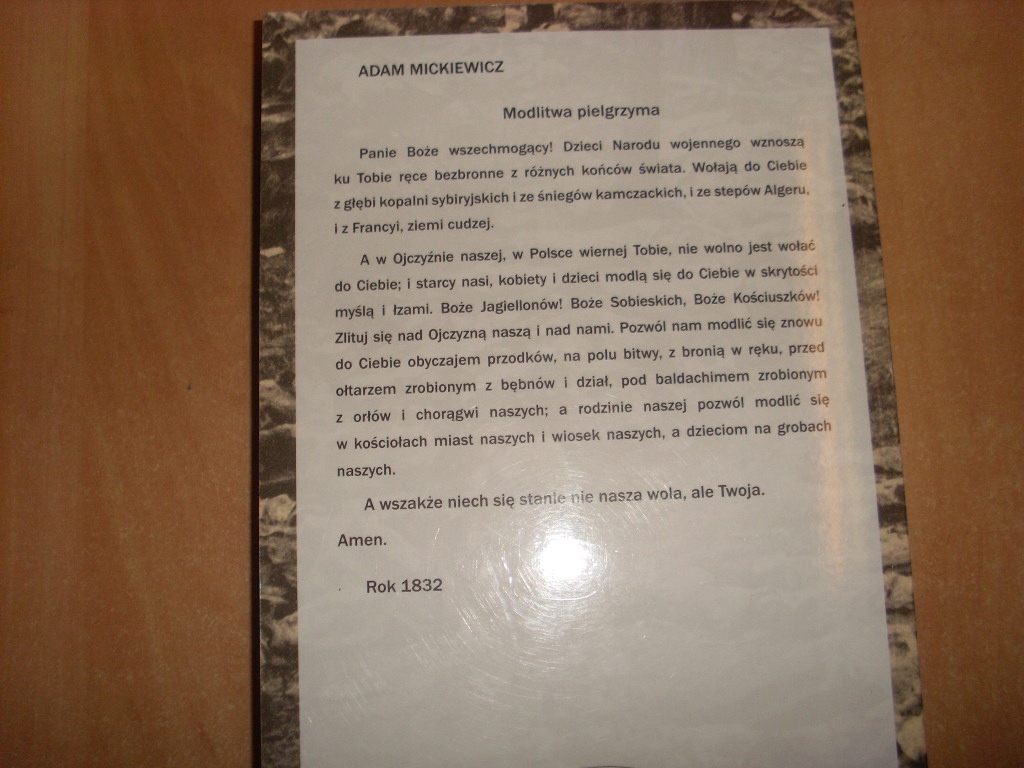 ADAM MICKIEWICZ
Modlitwa pielgrzyma
Panie Boże wszechmogący! Dzieci Narodu wojennego wznoszą
ku Tobie ręce bezbronne z różnych końców świata. Wołają do Ciebie
z głębi kopalni sybiryjskich i ze śniegów kamczackich, i ze stepów Algeru,
i z Francyi, ziemi cudzej.
A w Ojczyźnie naszej, w Polsce wiernej Tobie, nie wolno jest wołać
do Ciebie; i starcy nasi, kobiety i dzieci modlą się do Ciebie w skrytości
myślą i łzami. Boże Jagiellonów! Boże Sobieskich, Boże Kościuszków!
Zlituj się nad Ojczyzną naszą i nad nami. Pozwól nam modlić się znowu
do Ciebie obyczajem przodków, na polu bitwy, z bronią w ręku, przed
ołtarzem zrobionym z bębnów i dział, pod baldachimem zrobionym
z orłów i chorągwi naszych; a rodzinie naszej pozwól modlić się
w kościołach miast naszych i wiosek naszych, a dzieciom na grobach
naszych.
A wszakże niech się stanie nie nasza wola, ale Twoja.
Amen.
Rok 1832